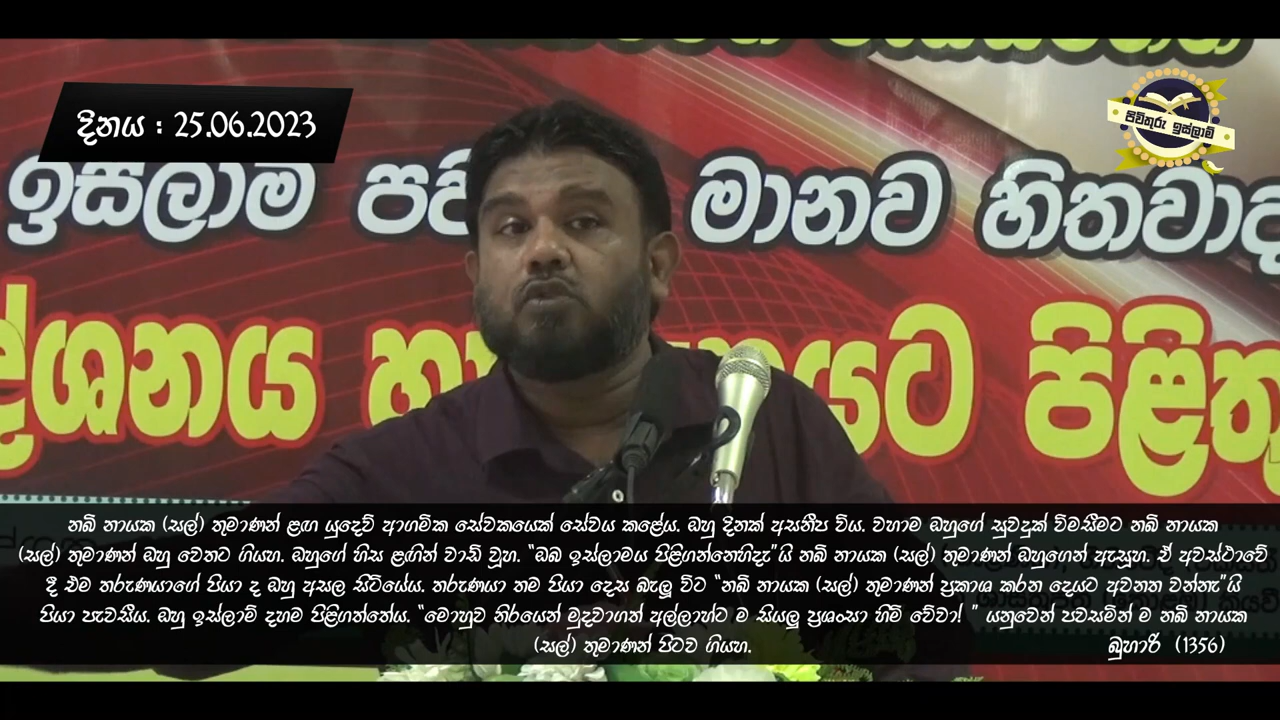 දිනය : 25.06.2023
පිවිතුරු ඉස්ලාම්
ඉස්ලාම් මානව හිතවාද
පිළිතු
නබි නායක (සල්) තුමාණන් ළඟ යුදෙව් ආගමික සේවකයෙක් සේවය කළේය. ඔහු දිනක් අසනීප විය. වහාම ඔහුගේ සුවදුක් විමසීමට නබි නායක
(සල්) තුමාණන් ඔහු වෙතට ගියහ. ඔහුගේ හිස ළඟින් වාඩි වූහ. “ඔබ ඉස්ලාමය පිළිගන්නෙහිදැ”යි නබි නායක (සල්) තුමාණන් ඔහුගෙන් ඇසූහ. ඒ අවස්ථාවේ
දී එම තරුණයාගේ පියා ද ඔහු අසල සිටියේය. තරුණයා තම පියා දෙස බැලූ විට “නබි නායක (සල්) තුමාණන් ප්‍රකාශ කරන දෙයට අවනත වන්නැ”යි
පියා පැවසීය. ඔහු ඉස්ලාම් දහම පිළිගත්තේය. “මොහුව නිරයෙන් මුදවාගත් අල්ලාහ්ට ම සියලූ ප්‍රශංසා හිමි වේවා! ” යනුවෙන් පවසමින් ම නබි නායක
(සල්) තුමාණන් පිටව ගියහ.
බුහාරි (1356)